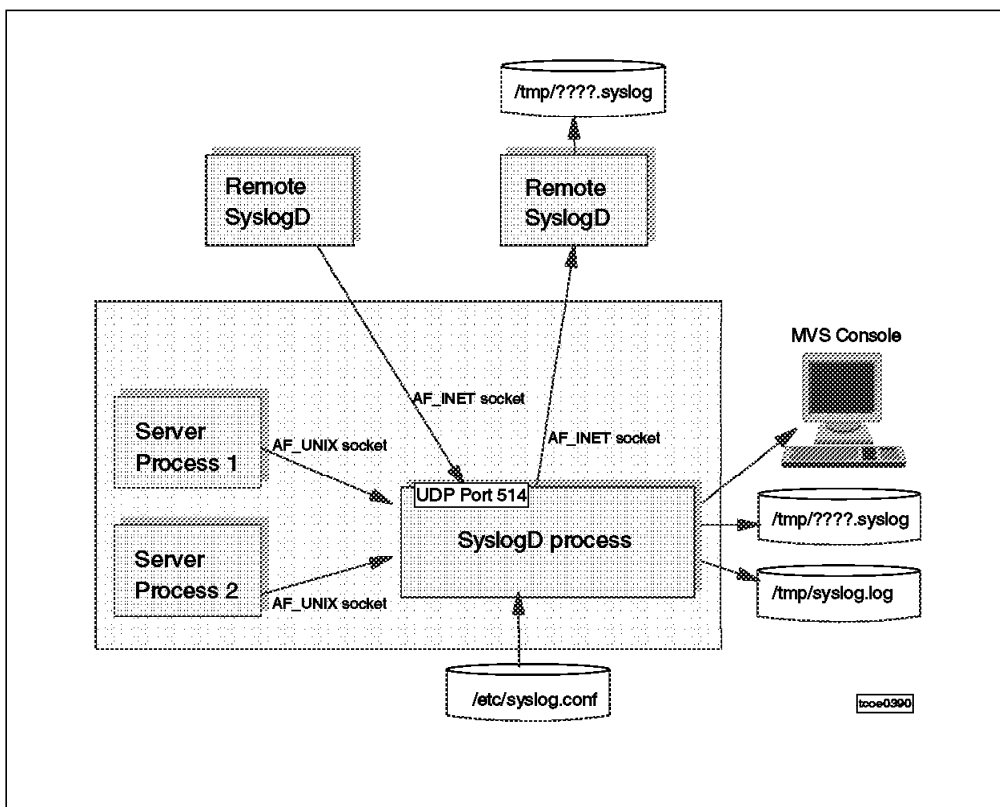 /tmp/????.syslog
Remote
SyslogD
Remote
SyslogD
MVS Console
AF_INET socket
AF_INET socket
Server
Process 1
AF_UNIX socket
UDP Port 514
SyslogD process
/tmp/????.syslog
Server
Process 2
AF_UNIX socket
/tmp/syslog.log
/etc/syslog.conf
tcoe0390